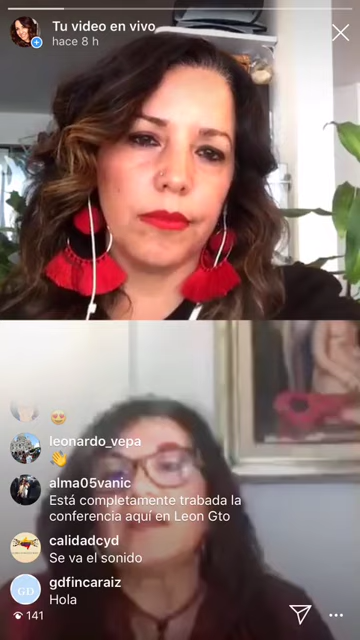 Tu video en vivo
hace 8 h
leonardo_vepa
alma05vanic
Está completamente trabada la
conferencia aquí en Leon Gto
calidadcyd
Se va el sonido
GD
gdfincaraiz
Hola
141